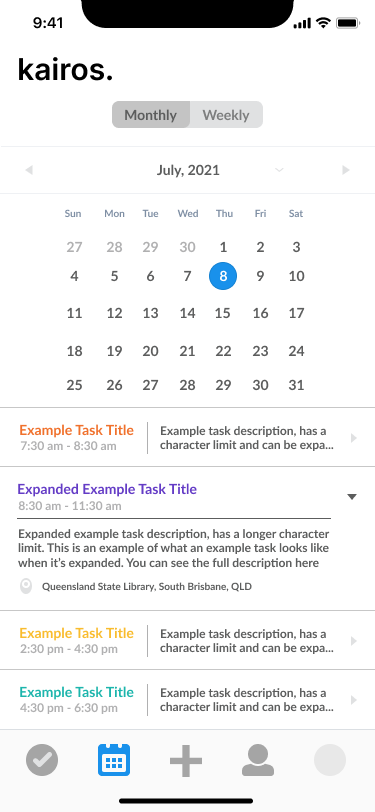 9:41
kairos.
Monthly Weekly
July, 2021
Sun Mon Tue Wed Thu Fri Sat
27 28 29 30 1 2 3
4 5 6 7 8 9 10
11 12 13 14 15 16 17
18 19 20 21 22 23 24
25 26 27 28 29 30 31
Example Task Title
7:30 am - 8:30 am
Example task description, has a
character limit and can be expa...
Expanded Example Task Title
8:30 am - 11:30 am
Expanded example task description, has a longer character
limit. This is an example of what an example task looks like
when it's expanded. You can see the full description here
Queensland State Library, South Brisbane, QLD
Example Task Title
2:30 pm - 4:30 pm
Example task description, has a
character limit and can be expa...
Example Task Title
4:30 pm - 6:30 pm
Example task description, has a
character limit and can be expa...